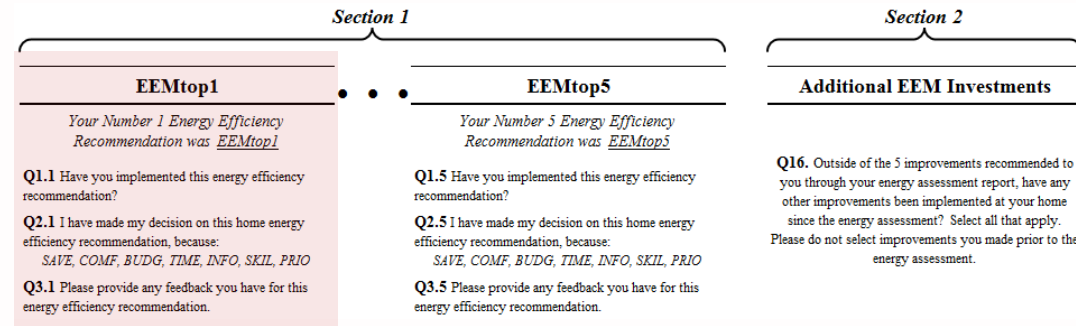 Section 1
Section 2
EEMtop1
Your Number 1 Energy Efficiency
Recommendation was EEMtop1
Q1.1 Have you implemented this energy efficiency
recommendation?
Q2.1 I have made my decision on this home energy
efficiency recommendation, because:
SAVE, COMF, BUDG, TIME, INFO, SKIL, PRIO
Q3.1 Please provide any feedback you have for this
energy efficiency recommendation.
• • •
EEMtop5
Your Number 5 Energy Efficiency
Recommendation was EEMtop5
Q1.5 Have you implemented this energy efficiency
recommendation?
Q2.5 I have made my decision on this home energy
efficiency recommendation, because:
SAVE, COMF, BUDG, TIME, INFO, SKIL, PRIO
Q3.5 Please provide any feedback you have for this
energy efficiency recommendation.
Additional EEM Investments
Q16. Outside of the 5 improvements recommended to
you through your energy assessment report, have any
other improvements been implemented at your home
since the energy assessment? Select all that apply.
Please do not select improvements you made prior to the
energy assessment.